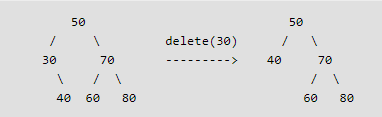 50                            50
         /     \         delete(30)      /   \
        30      70       --------->    40     70
          \    /  \                          /  \
          40  60   80                       60   80